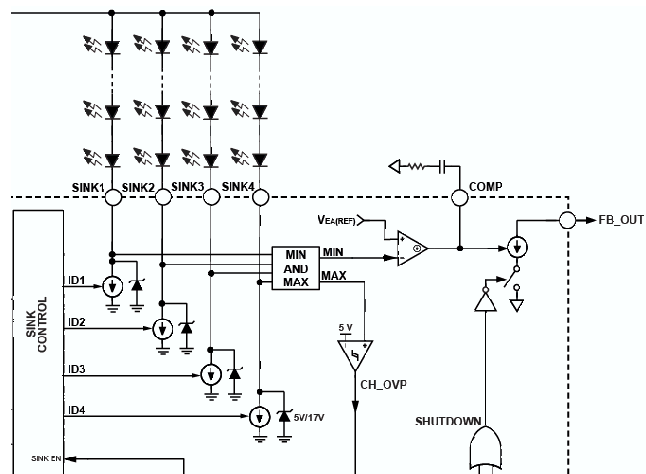 SINK1 SINK2 SINK3 SINK4
COMP
V EA(REF)
FB_OUT
+
−
MIN
AND
MAX
MIN
MAX
ID1
5 V
+
ID2
SINK
CONTROL
ID3
CH_OVP
ID4
5V/17V
SHUTDOWN
SINK EN